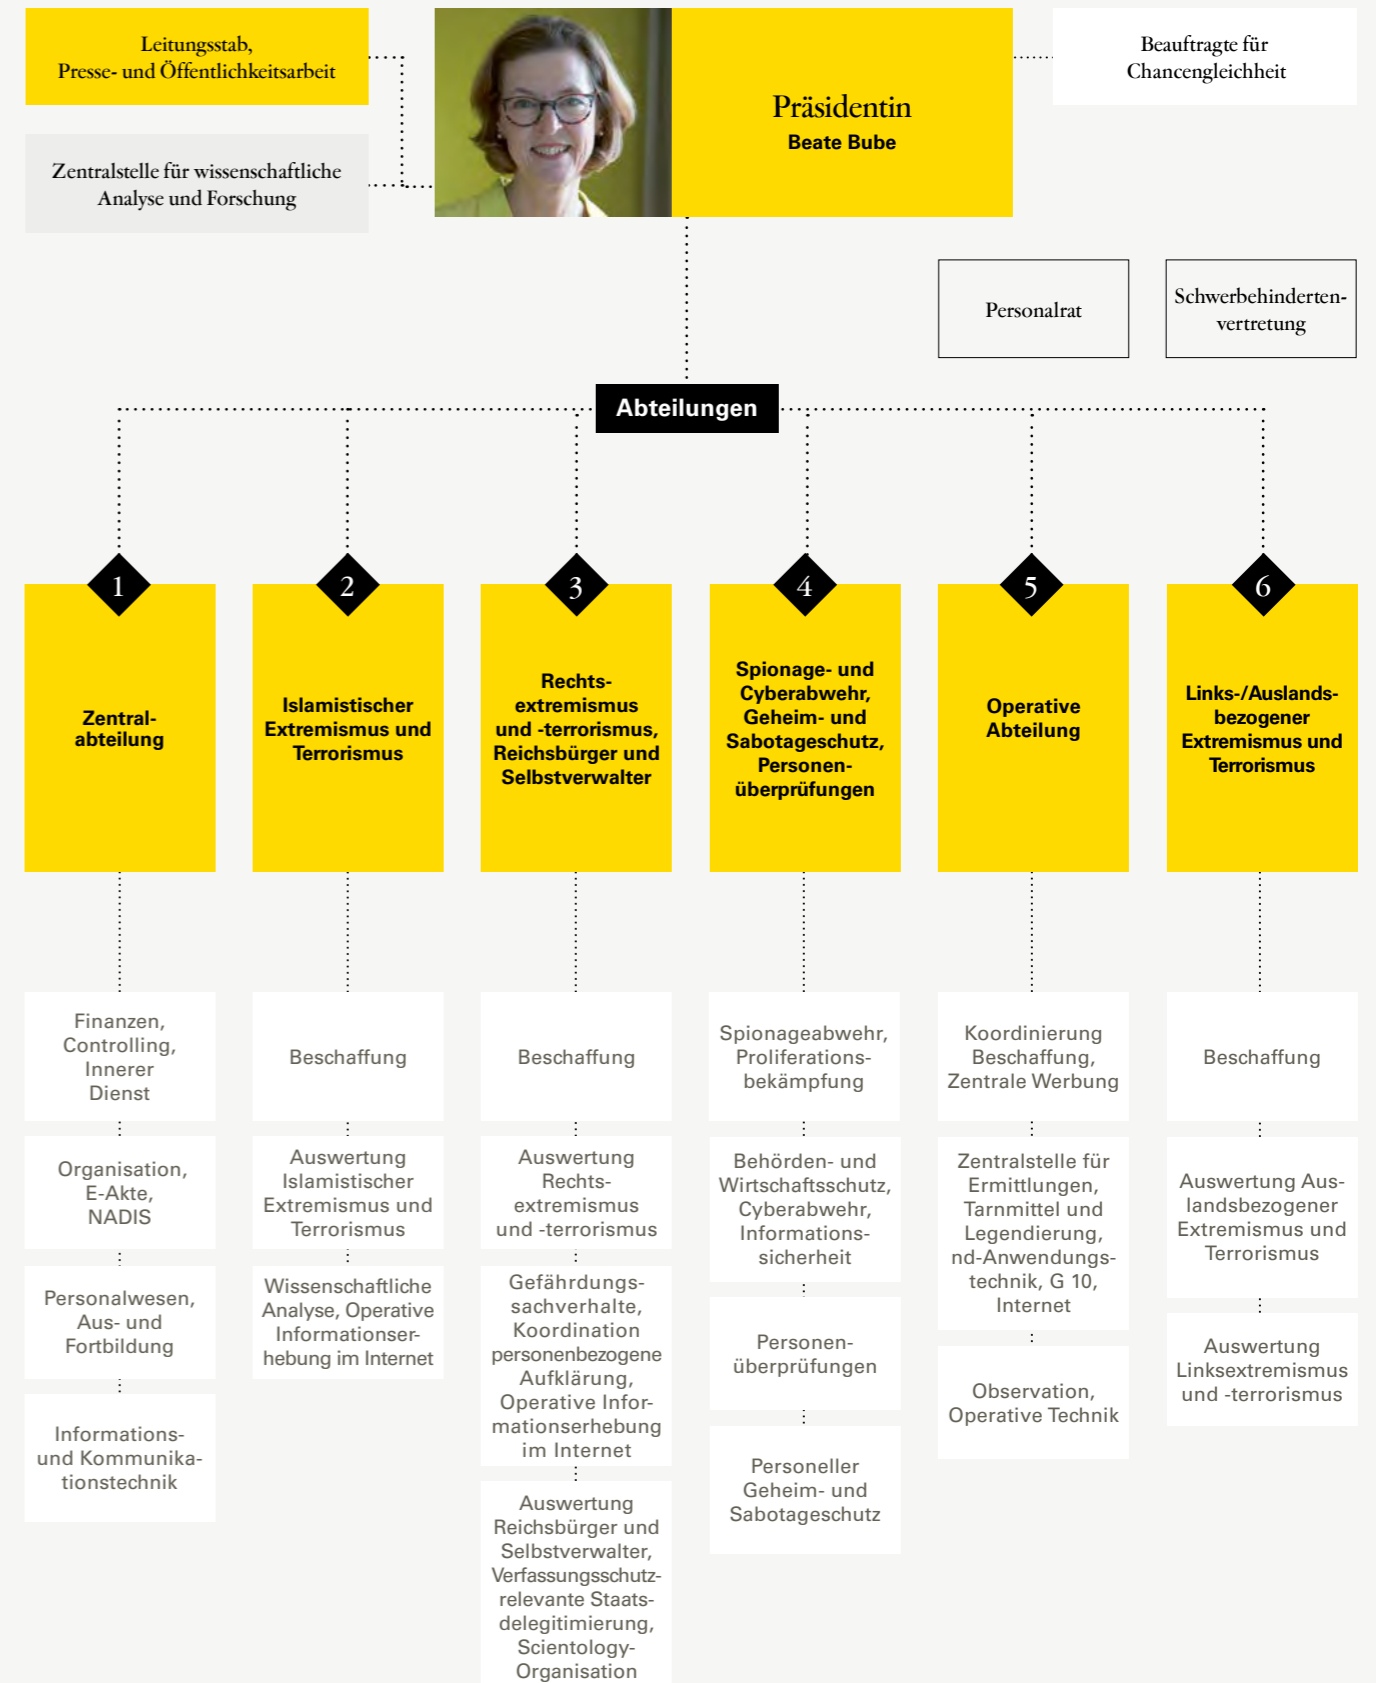 Leitungsstab,
Presse- und Öffentlichkeitsarbeit
Zentralstelle für wissenschaftliche
Analyse und Forschung
Präsidentin
Beate Bube
Beauftragte für
Chancengleichheit
Personalrat
Schwerbehinderten-
vertretung
Abteilungen
1
Zentral-
abteilung
Finanzen,
Controlling,
Innerer
Dienst
Organisation,
E-Akte,
NADIS
Personalwesen,
Aus- und
Fortbildung
Informations-
und Kommunika-
tionstechnik
2
Islamistischer
Extremismus und
Terrorismus
Beschaffung
Auswertung
Islamistischer
Extremismus und
Terrorismus
Wissenschaftliche
Analyse, Operative
Informationser-
hebung im Internet
3
Rechts-
extremismus
und -terrorismus,
Reichsbürger und
Selbstverwalter
Beschaffung
Auswertung
Rechts-
extremismus
und -terrorismus
Gefährdungs-
sachverhalte,
Koordination
personenbezogene
Aufklärung,
Operative Infor-
mationserhebung
im Internet
Auswertung
Reichsbürger und
Selbstverwalter,
Verfassungsschutz-
relevante Staats-
delegitimierung,
Scientology-
Organisation
4
Spionage- und
Cyberabwehr,
Geheim- und
Sabotageschutz,
Personen-
überprüfungen
Spionageabwehr,
Proliferations-
bekämpfung
Behörden- und
Wirtschaftsschutz,
Cyberabwehr,
Informations-
sicherheit
Personen-
überprüfungen
Personeller
Geheim- und
Sabotageschutz
5
Operative
Abteilung
Koordinierung
Beschaffung,
Zentrale Werbung
Zentralstelle für
Ermittlungen,
Tarnmittel und
Legendierung,
nd-Anwendungs-
technik, G 10,
Internet
Observation,
Operative Technik
6
Links-/Auslands-
bezogener
Extremismus und
Terrorismus
Beschaffung
Auswertung Aus-
landsbezogener
Extremismus und
Terrorismus
Auswertung
Linksextremismus
und -terrorismus